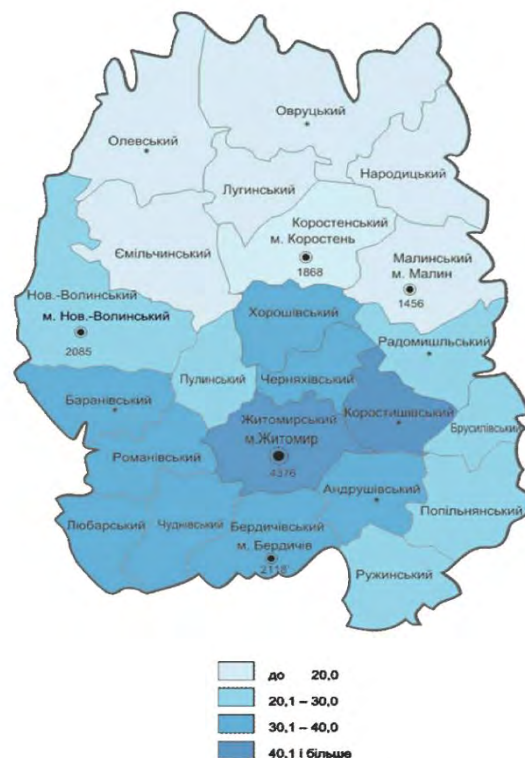 Овруцький
Олевський
Народицький
Лугинський
Коростенський
м. Коростень
1868
Ємільчинський
Малинський
м. Малин
1456
Нов.-Волинський
м. Нов.-Волинський
2085
Хорошівський
Радомишльський
Пулинський
Черняхівський
Баранівський
Житомирський
м.Житомир
4376
Коростишівський
Брусилівський
Романівський
Андрушівський
Попільнянський
Любарський
Чуднівський
Бердичівський
м. Бердичів
2118
Ружинський
до 20,0
20,1 – 30,0
30,1 – 40,0
40,1 і більше